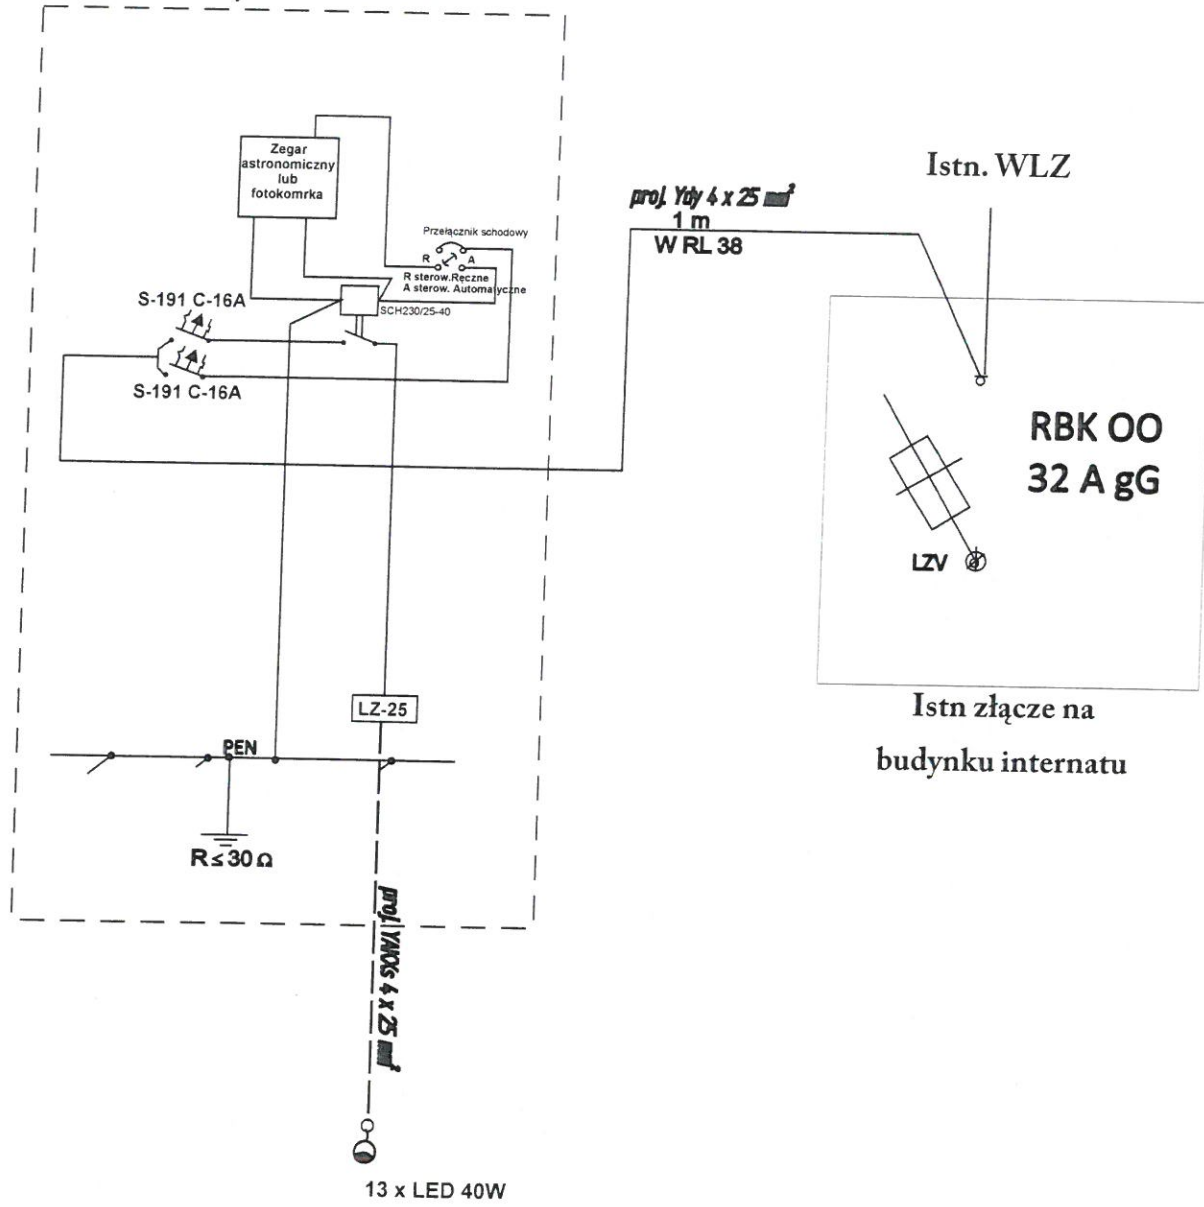 Zegar
astronomiczny
lub
fotokomrka
Przełącznik schodowy
R A
R sterow.Ręczne
A sterow. Automatyczne
SCH230/25-40
S-191 C-16A
S-191 C-16A
proj. Ydy 4 x 25 mm²
1 m
W RL 38
Istn. WLZ
RBK OO
32 A gG
LZV
Istn złącze na
budynku internatu
LZ-25
PEN
R≤30Ω
proj. YAKXs 4 x 25 mm²
13 x LED 40W